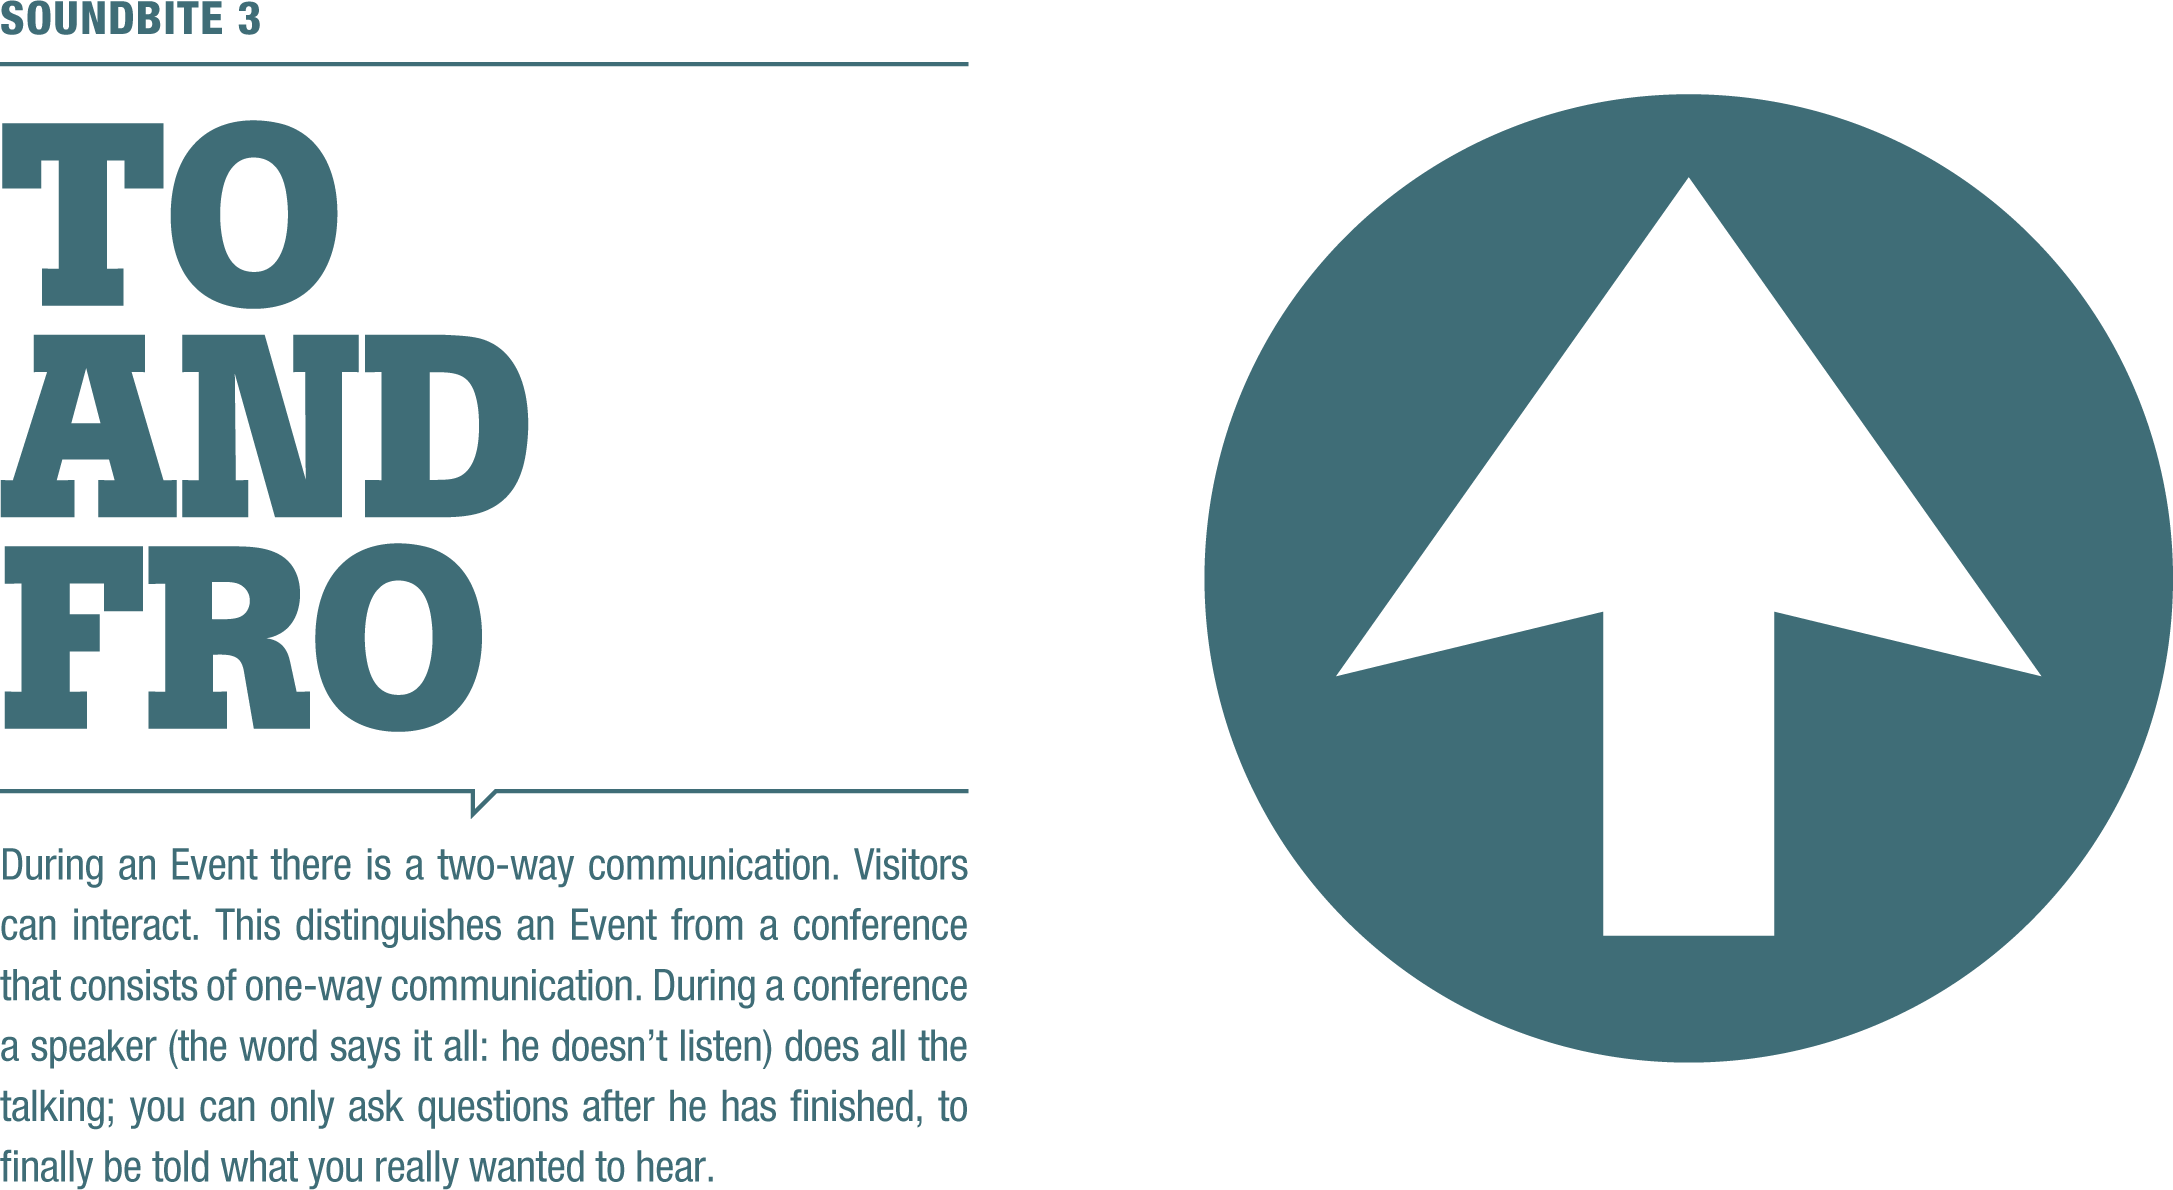 SOUNDBITE 3
TO
AND
FRO
During an Event there is a two-way communication. Visitors
can interact. This distinguishes an Event from a conference
that consists of one-way communication. During a conference
a speaker (the word says it all: he doesn’t listen) does all the
talking; you can only ask questions after he has finished, to
finally be told what you really wanted to hear.